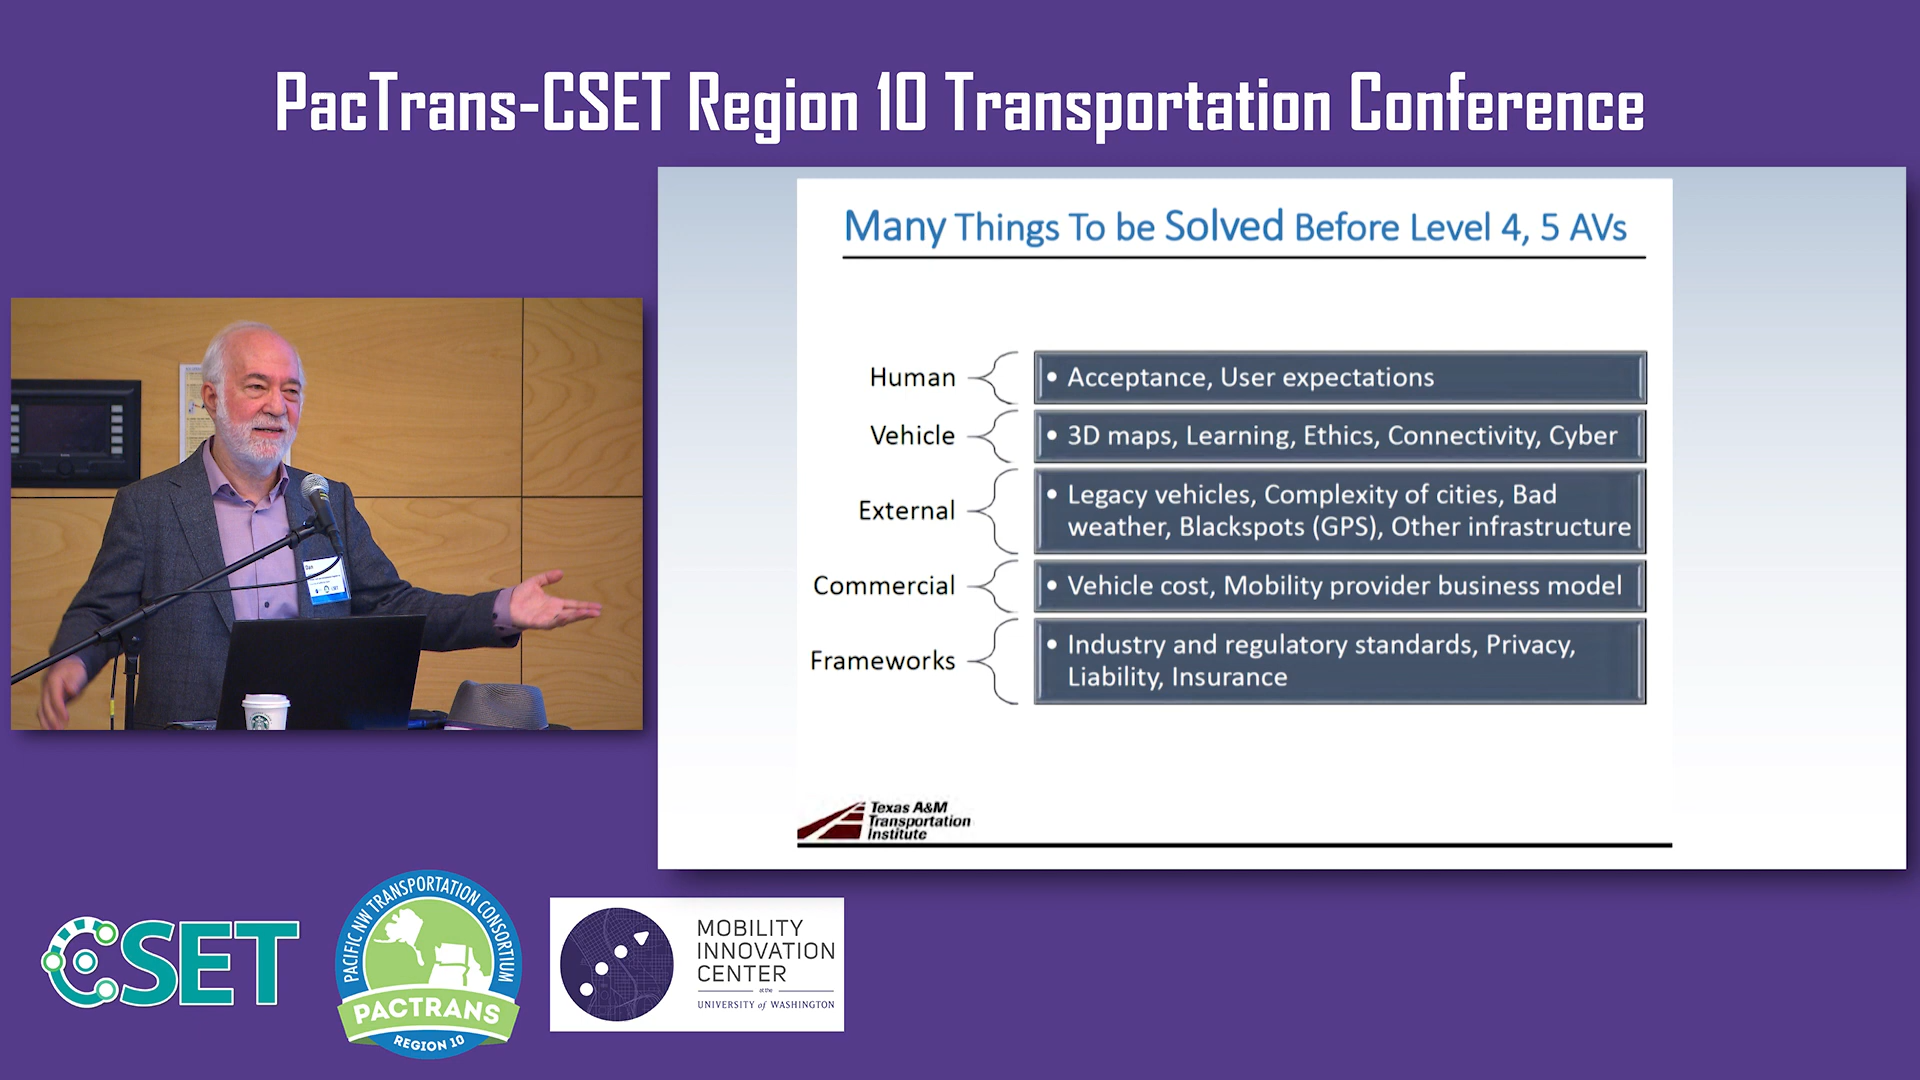 PacTrans-CSET Region 10 Transportation Conference
Many Things To be Solved Before Level 4, 5 AVs
Human
• Acceptance, User expectations
Vehicle
• 3D maps, Learning, Ethics, Connectivity, Cyber
External
• Legacy vehicles, Complexity of cities, Bad
weather, Blackspots (GPS), Other infrastructure
Commercial
• Vehicle cost, Mobility provider business model
Frameworks
• Industry and regulatory standards, Privacy,
Liability, Insurance
Texas A&M
Transportation
Institute
Dan
CSET
PACIFIC NW TRANSPORTATION CONSORTIUM
PACTRANS
REGION 10
MOBILITY
INNOVATION
CENTER
at the
UNIVERSITY of WASHINGTON